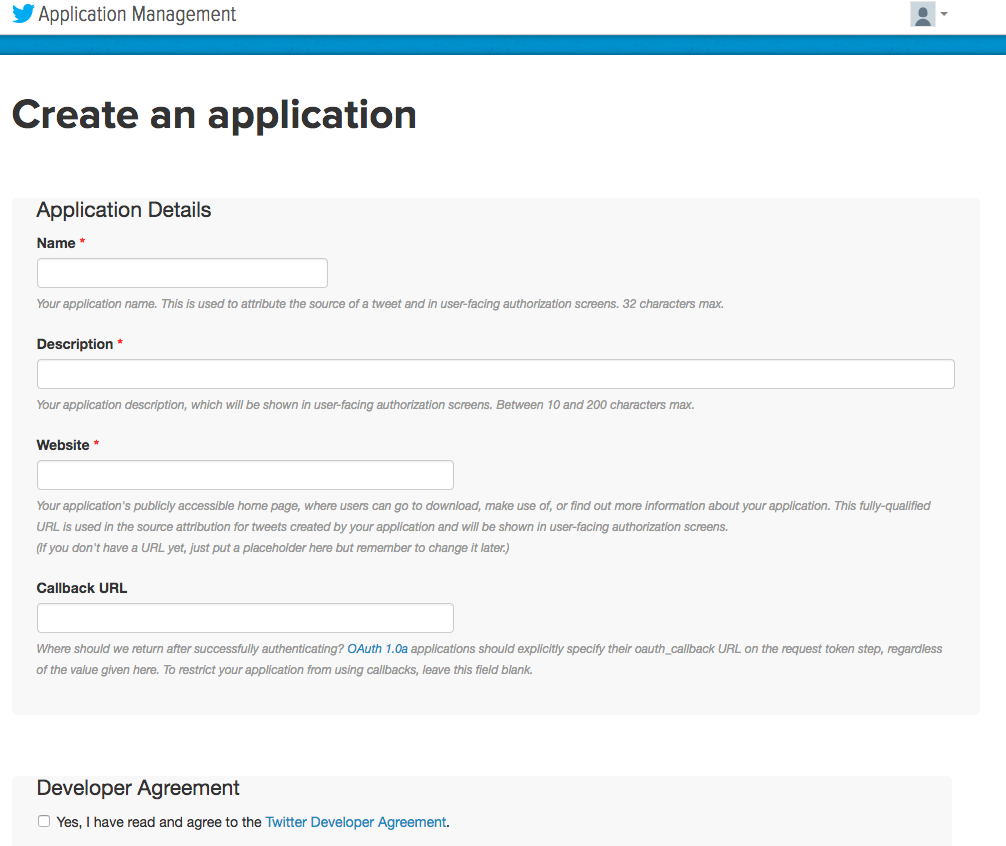 Application Management
Create an application
Application Details
Name *
Your application name. This is used to attribute the source of a tweet and in user-facing authorization screens. 32 characters max.
Description *
Your application description, which will be shown in user-facing authorization screens. Between 10 and 200 characters max.
Website *
Your application's publicly accessible home page, where users can go to download, make use of, or find out more information about your application. This fully-qualified
URL is used in the source attribution for tweets created by your application and will be shown in user-facing authorization screens.
(If you don't have a URL yet, just put a placeholder here but remember to change it later.)
Callback URL
Where should we return after successfully authenticating? OAuth 1.0a applications should explicitly specify their oauth_callback URL on the request token step, regardless
of the value given here. To restrict your application from using callbacks, leave this field blank.
Developer Agreement
Yes, I have read and agree to the Twitter Developer Agreement.